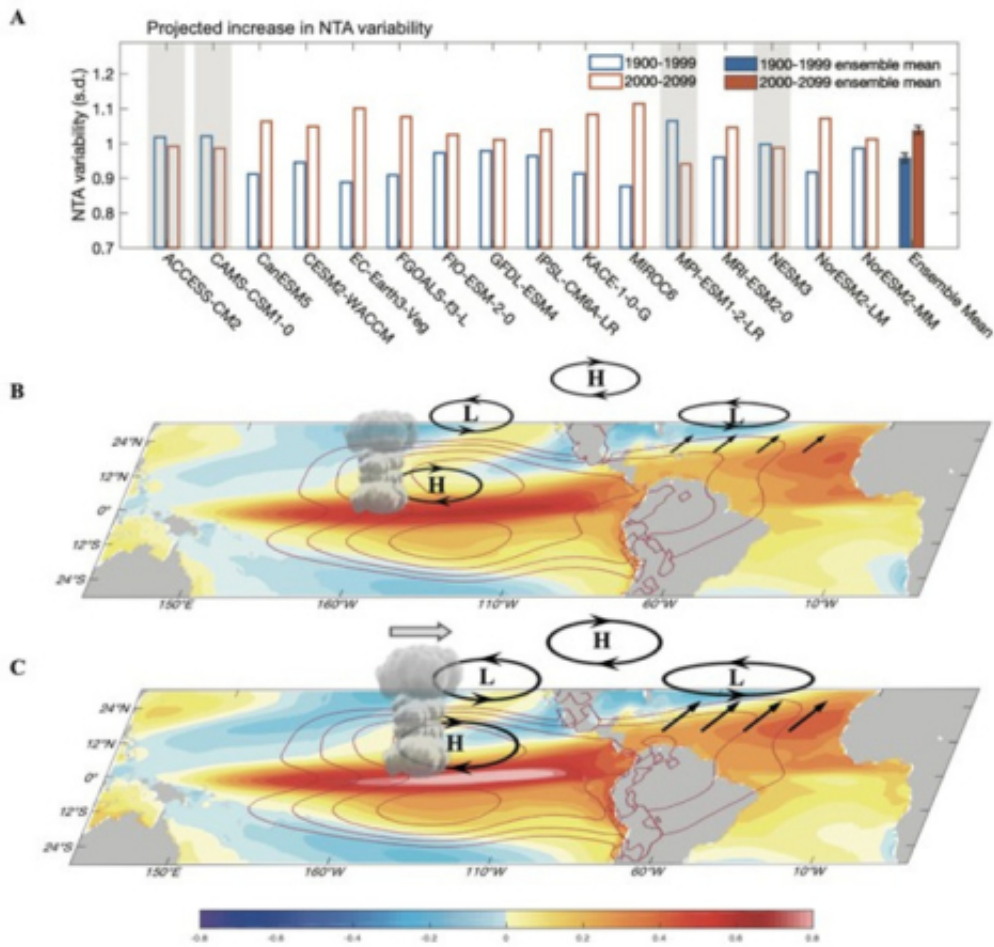 A
Projected increase in NTA variability
1900-1999
2000-2099
1900-1999 ensemble mean
2000-2099 ensemble mean
NTA variability (s.d.)
1.2
1.1
1
0.9
0.8
0.7
ACCESS-CM2
CAMS-CSM1-0
CanESM5
CESM2-WACCM
EC-Earth3-Veg
FGOALS-f3-L
FIO-ESM-2-0
GFDL-ESM4
IPSL-CM6A-LR
KACE-1-0-G
MIROC6
MPI-ESM1-2-LR
MRI-ESM2-0
NESM3
NorESM2-LM
NorESM2-MM
Ensemble Mean
B
H
L
L
H
24°N
12°N
0°
12°S
24°S
150°E
160°W
110°W
60°W
10°W
C
H
L
L
H
24°N
12°N
0°
12°S
24°S
150°E
160°W
110°W
60°W
10°W
-0.8
-0.6
-0.4
-0.2
0
0.2
0.4
0.6
0.8